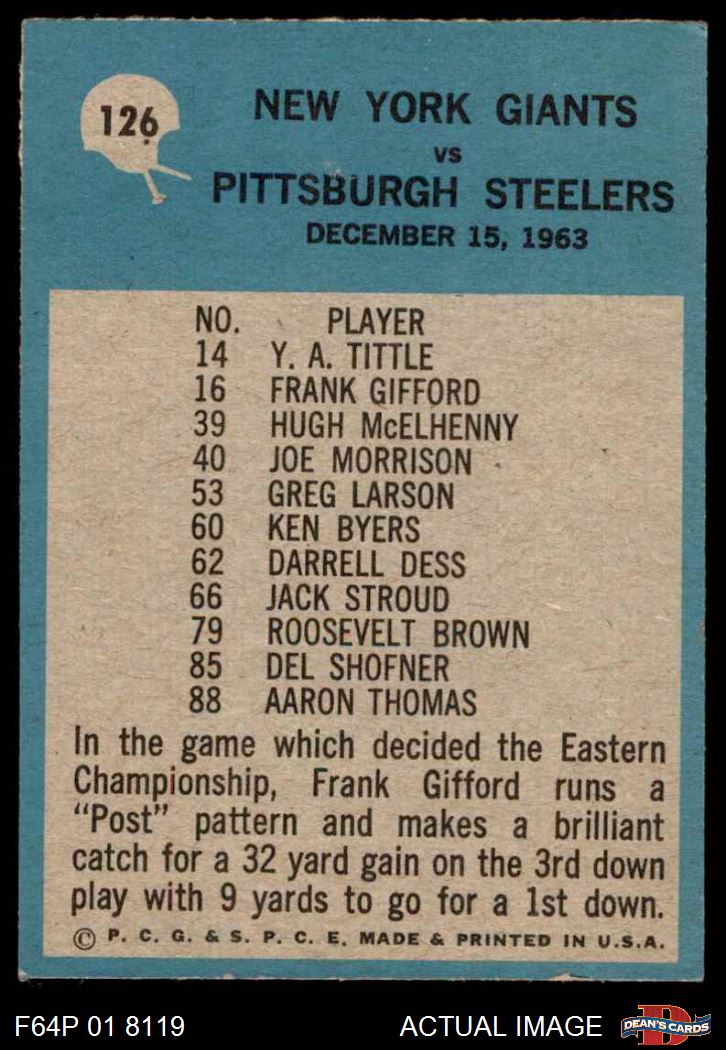 126
NEW YORK GIANTS
VS
PITTSBURGH STEELERS
DECEMBER 15, 1963
NO. PLAYER
14 Y. A. TITTLE
16 FRANK GIFFORD
39 HUGH McELHENNY
40 JOE MORRISON
53 GREG LARSON
60 KEN BYERS
62 DARRELL DESS
66 JACK STROUD
79 ROOSEVELT BROWN
85 DEL SHOFNER
88 AARON THOMAS
In the game which decided the Eastern
Championship, Frank Gifford runs a
"Post" pattern and makes a brilliant
catch for a 32 yard gain on the 3rd down
play with 9 yards to go for a 1st down.
© P. C. G. & S. P. C. E. MADE & PRINTED IN U.S.A.
F64P 01 8119 ACTUAL IMAGE D DEAN'S CARDS